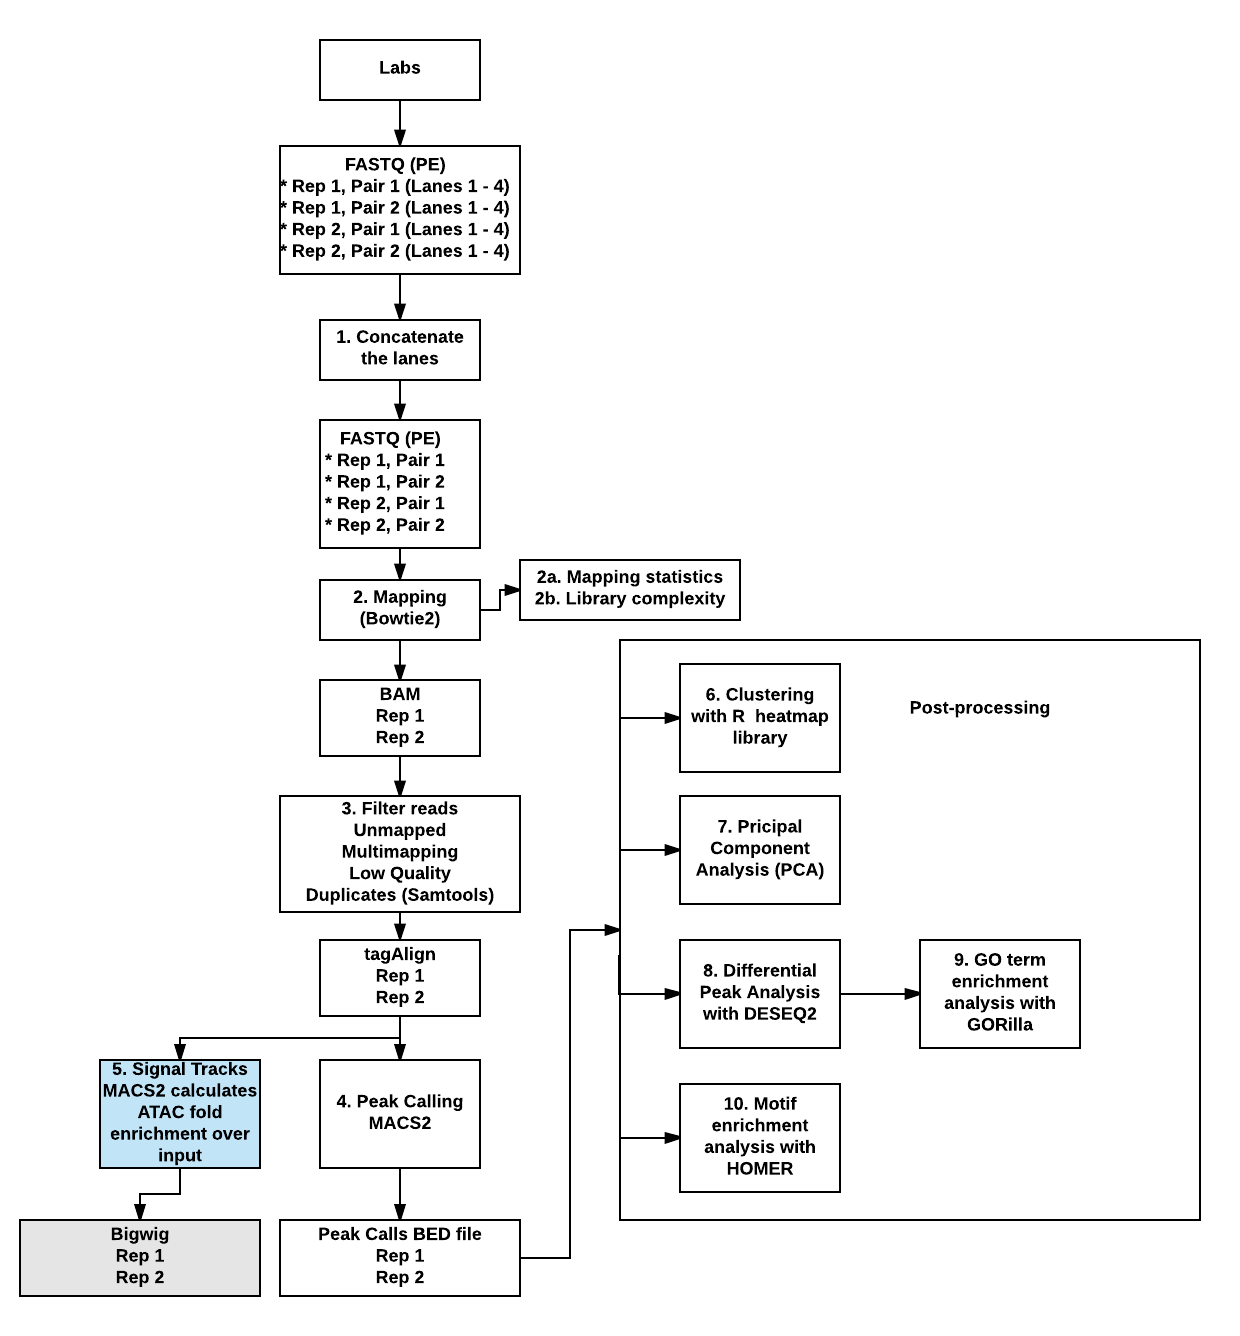 Labs
FASTQ (PE)
* Rep 1, Pair 1 (Lanes 1 - 4)
* Rep 1, Pair 2 (Lanes 1 - 4)
* Rep 2, Pair 1 (Lanes 1 - 4)
* Rep 2, Pair 2 (Lanes 1 - 4)
1. Concatenate
the lanes
FASTQ (PE)
* Rep 1, Pair 1
* Rep 1, Pair 2
* Rep 2, Pair 1
* Rep 2, Pair 2
2. Mapping
(Bowtie2)
2a. Mapping statistics
2b. Library complexity
BAM
Rep 1
Rep 2
3. Filter reads
Unmapped
Multimapping
Low Quality
Duplicates (Samtools)
tagAlign
Rep 1
Rep 2
5. Signal Tracks
MACS2 calculates
ATAC fold
enrichment over
input
4. Peak Calling
MACS2
Bigwig
Rep 1
Rep 2
Peak Calls BED file
Rep 1
Rep 2
Post-processing
6. Clustering
with R  heatmap
library
7. Pricipal
Component
Analysis (PCA)
8. Differential
Peak Analysis
with DESEQ2
9. GO term
enrichment
analysis with
GORilla
10. Motif
enrichment
analysis with
HOMER